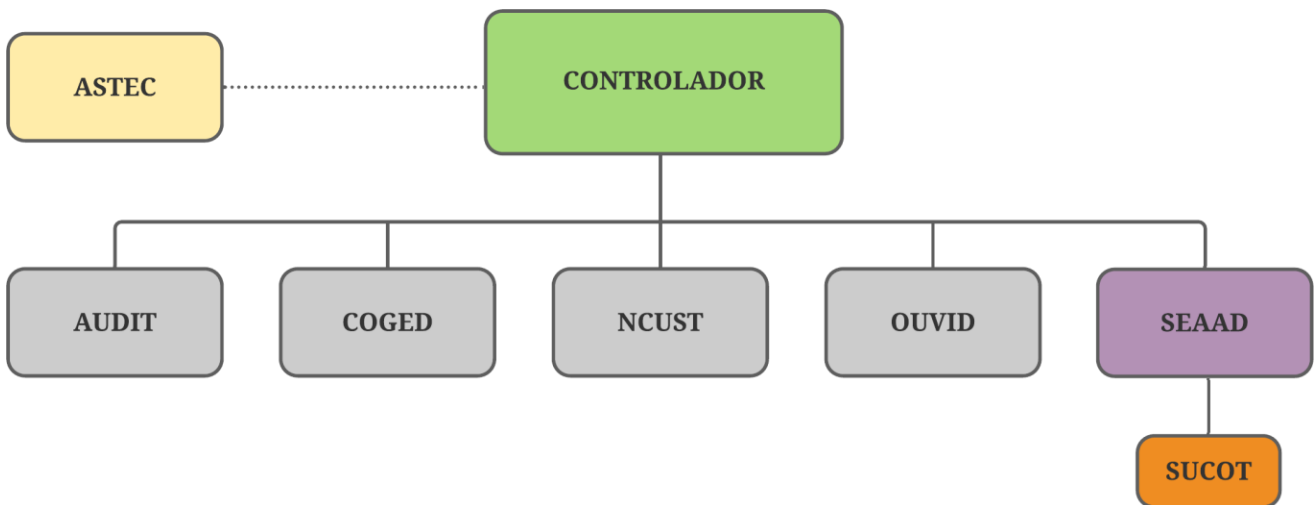 ASTEC
CONTROLADOR
AUDIT
COGED
NCUST
OUVID
SEAAD
SUCOT